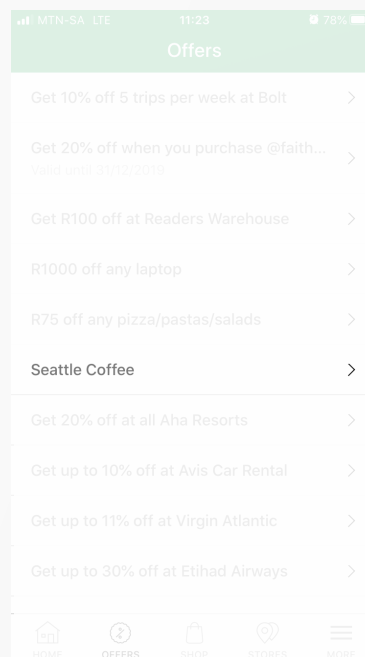 MTN-SA LTE 11:23 78%
Offers
Get 10% off 5 trips per week at Bolt
Get 20% off when you purchase @faith...
Valid until 31/12/2019
Get R100 off at Readers Warehouse
R1000 off any laptop
R75 off any pizza/pastas/salads
Seattle Coffee
Get 20% off at all Aha Resorts
Get up to 10% off at Avis Car Rental
Get up to 11% off at Virgin Atlantic
Get up to 30% off at Etihad Airways
HOME OFFERS SHOP STORES MORE